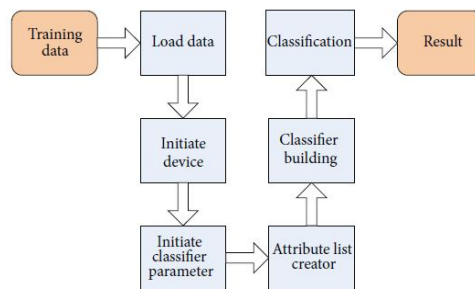 Training
data
Load data
Initiate
device
Initiate
classifier
parameter
Attribute list
creator
Classifier
building
Classification
Result